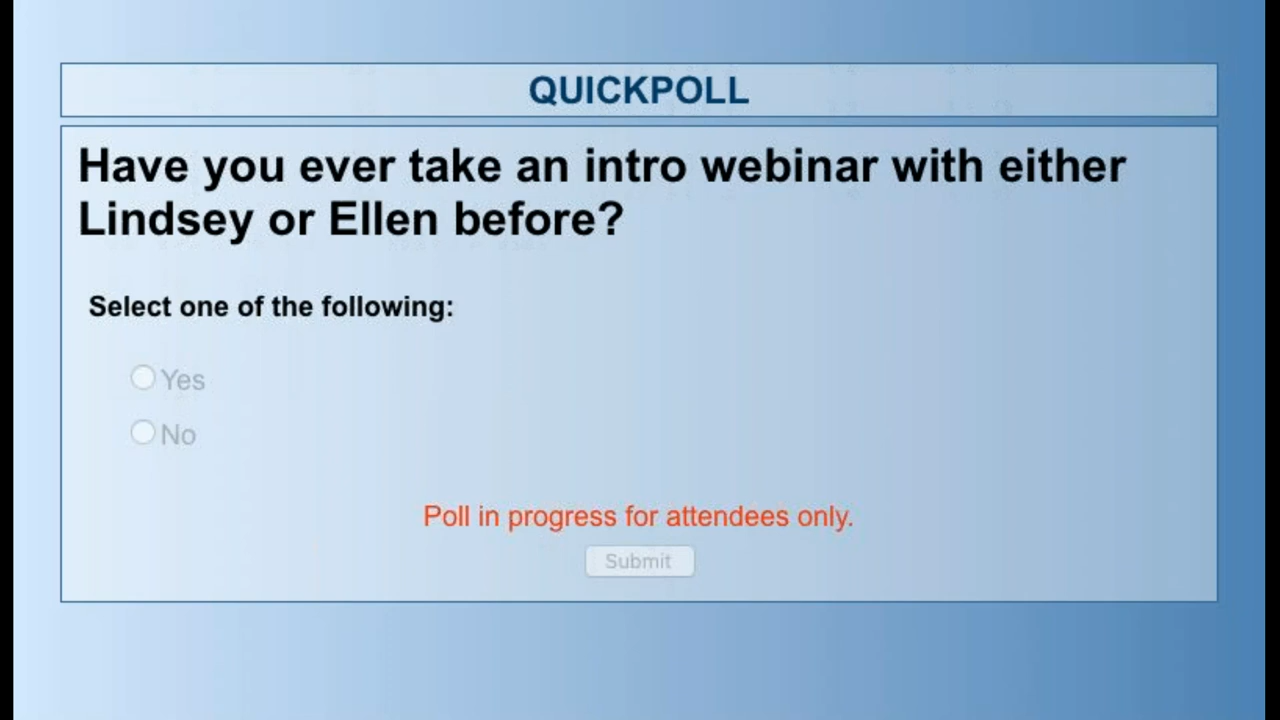 QUICKPOLL
Have you ever take an intro webinar with either
Lindsey or Ellen before?
Select one of the following:
Yes
No
Poll in progress for attendees only.
Submit